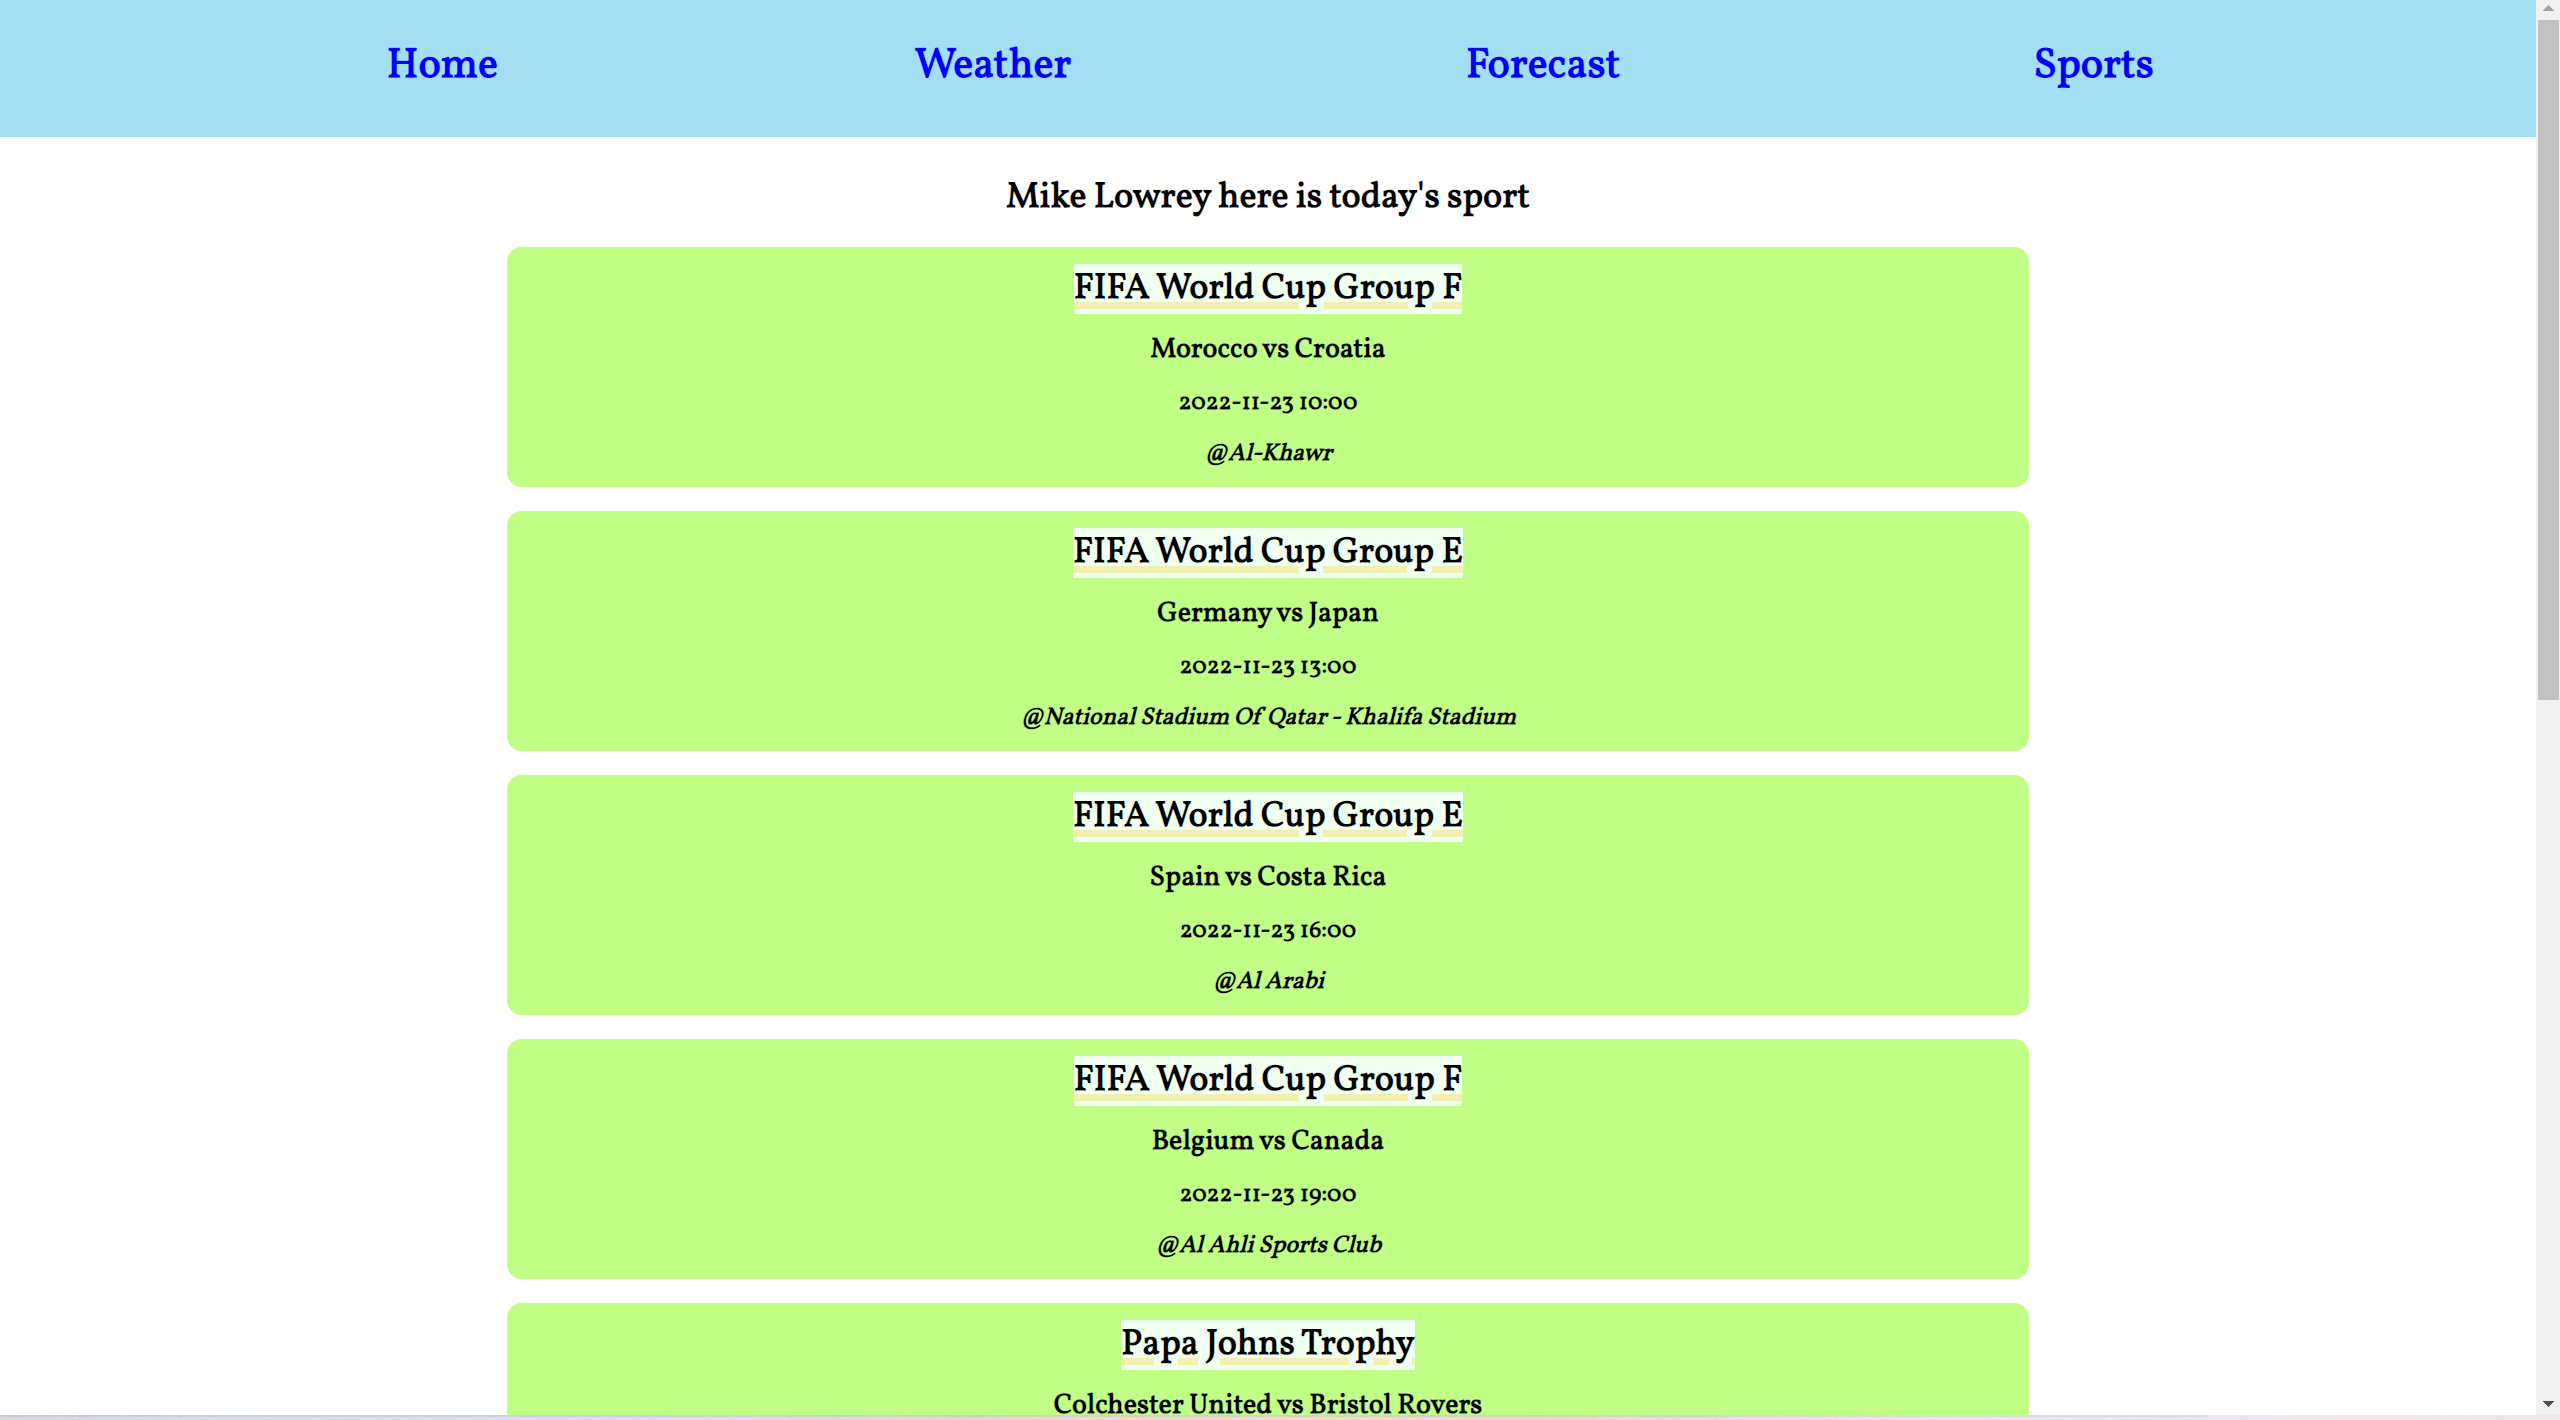 Home Weather Forecast Sports
Mike Lowrey here is today's sport
FIFA World Cup Group F
Morocco vs Croatia
2022-11-23 10:00
@Al-Khawr
FIFA World Cup Group E
Germany vs Japan
2022-11-23 13:00
@National Stadium Of Qatar - Khalifa Stadium
FIFA World Cup Group E
Spain vs Costa Rica
2022-11-23 16:00
@Al Arabi
FIFA World Cup Group F
Belgium vs Canada
2022-11-23 19:00
@Al Ahli Sports Club
Papa Johns Trophy
Colchester United vs Bristol Rovers